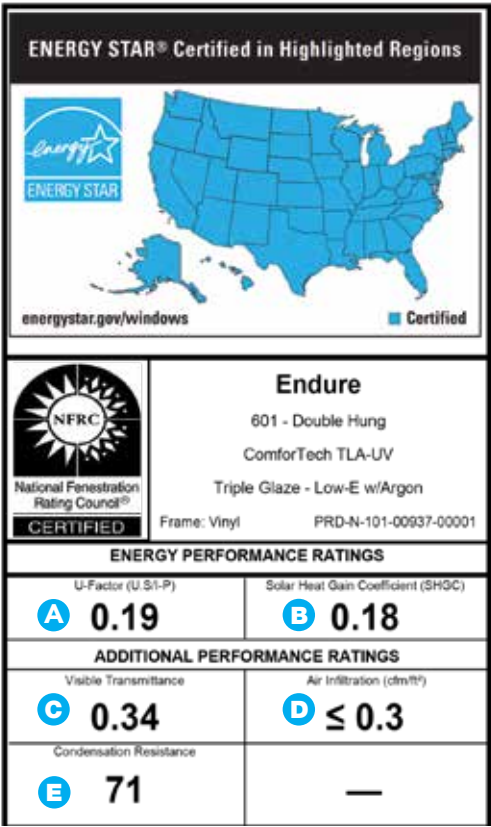 ENERGY STAR® Certified in Highlighted Regions
energy
ENERGY STAR
energystar.gov/windows
Certified
NFRC
National Fenestration
Rating Council®
CERTIFIED
Endure
601 - Double Hung
ComforTech TLA-UV
Triple Glaze - Low-E w/Argon
Frame: Vinyl PRD-N-101-00937-00001
ENERGY PERFORMANCE RATINGS
U-Factor (U.S/I-P) Solar Heat Gain Coefficient (SHGC)
A 0.19 B 0.18
ADDITIONAL PERFORMANCE RATINGS
Visible Transmittance Air Infiltration (cfm/ft²)
C 0.34 D ≤ 0.3
Condensation Resistance
E 71 —